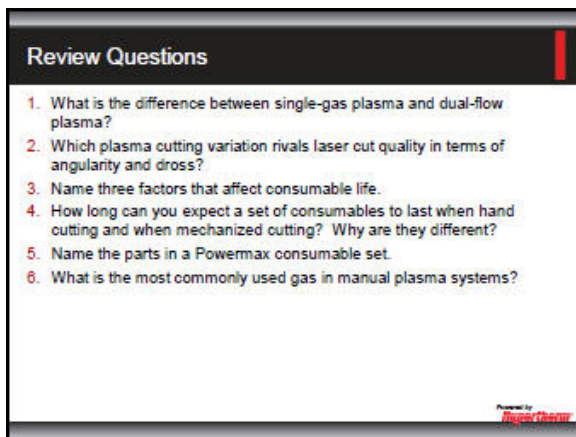 Review Questions
1. What is the difference between single-gas plasma and dual-flow
plasma?
2. Which plasma cutting variation rivals laser cut quality in terms of
angularity and dross?
3. Name three factors that affect consumable life.
4. How long can you expect a set of consumables to last when hand
cutting and when mechanized cutting?  Why are they different?
5. Name the parts in a Powermax consumable set.
6. What is the most commonly used gas in manual plasma systems?
Powered by
Hypertherm